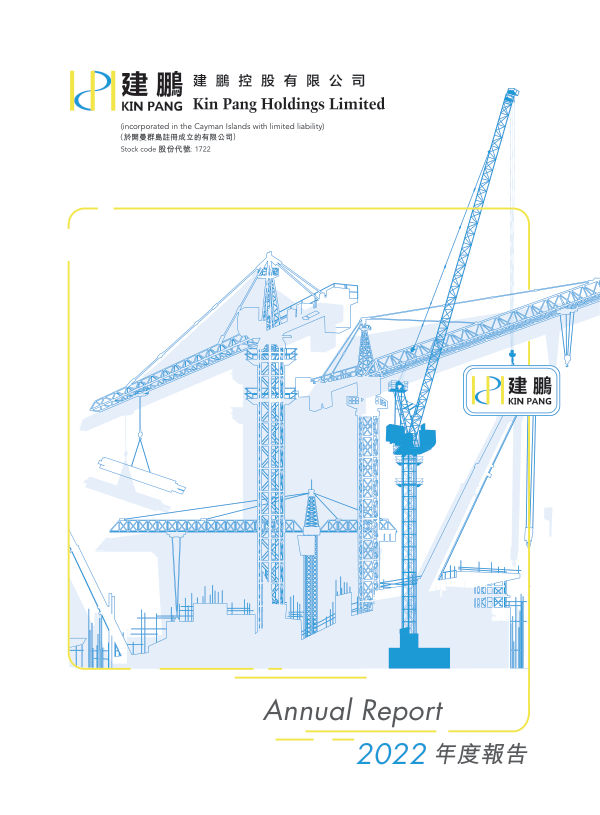 建鵬
KIN PANG
建鵬控股有限公司
Kin Pang Holdings Limited
(incorporated in the Cayman Islands with limited liability)
(於開曼群島註冊成立的有限公司)
Stock code 股份代號: 1722
建鵬
KIN PANG
Annual Report
2022 年度報告